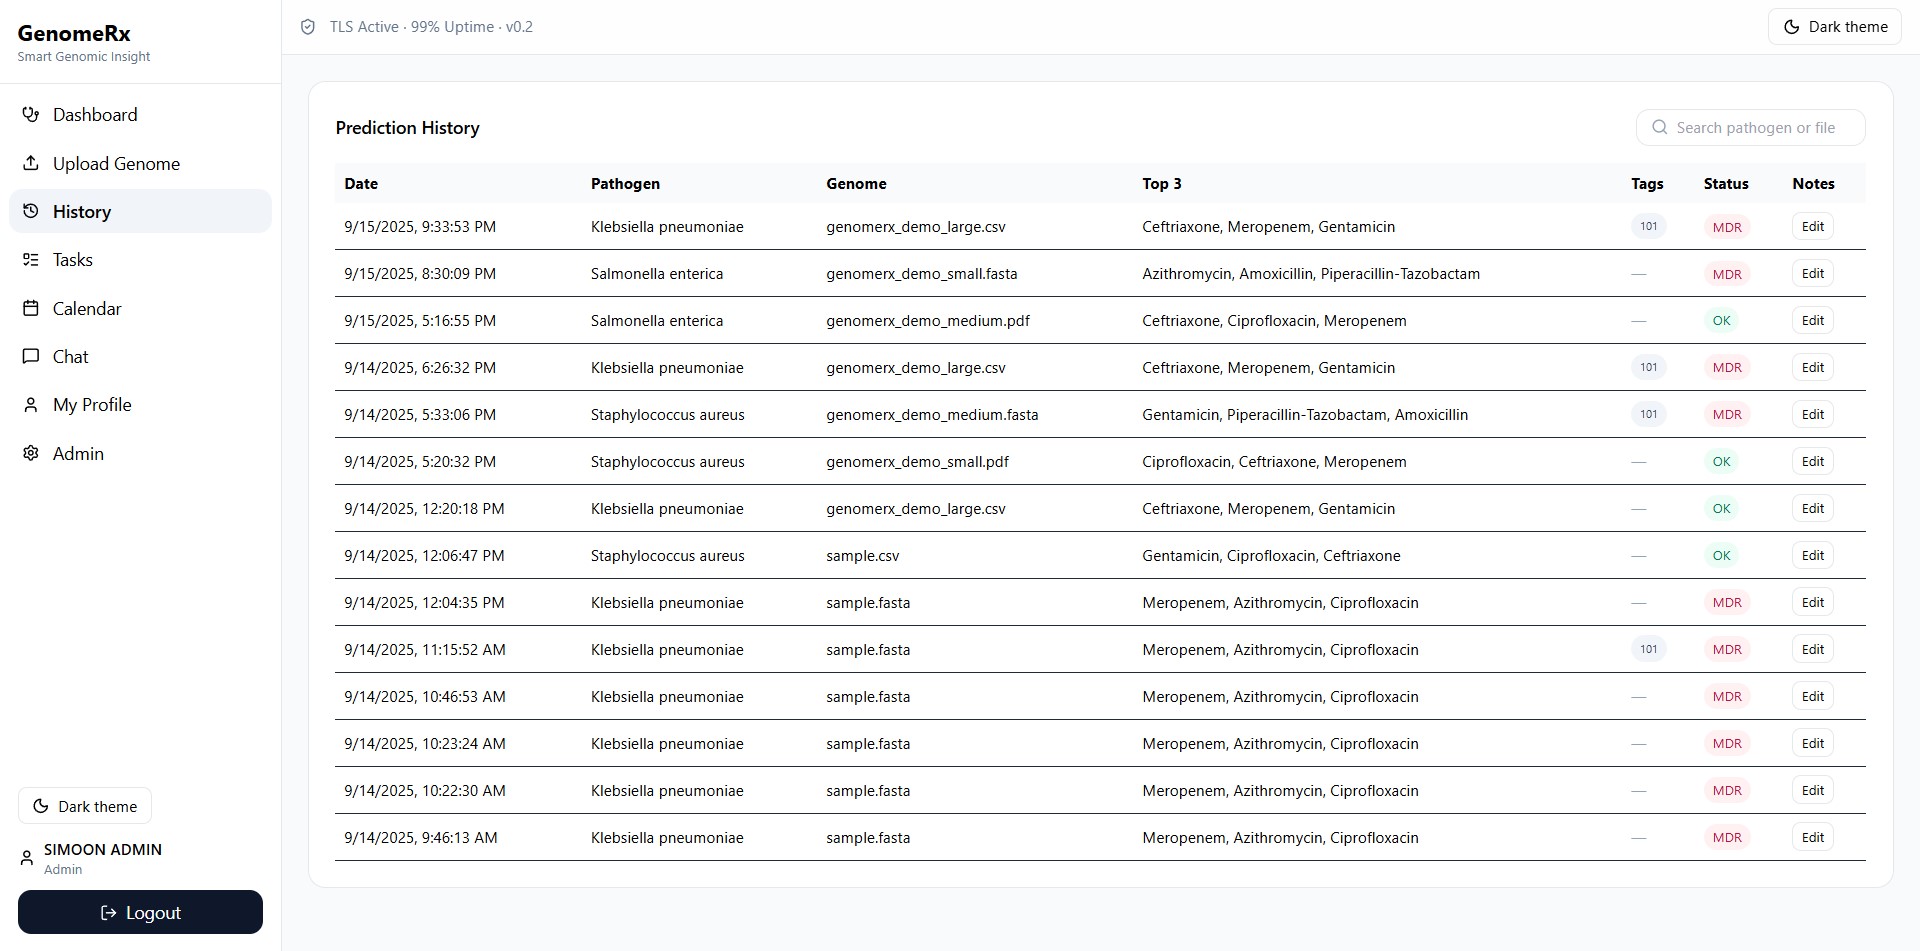 GenomeRx
Smart Genomic Insight
Dashboard
Upload Genome
History
Tasks
Calendar
Chat
My Profile
Admin
Dark theme
SIMOON ADMIN
Admin
Logout
TLS Active · 99% Uptime · v0.2
Dark theme
Prediction History
Search pathogen or file
Date Pathogen Genome Top 3 Tags Status Notes
9/15/2025, 9:33:53 PM Klebsiella pneumoniae genomerx_demo_large.csv Ceftriaxone, Meropenem, Gentamicin 101 MDR Edit
9/15/2025, 8:30:09 PM Salmonella enterica genomerx_demo_small.fasta Azithromycin, Amoxicillin, Piperacillin-Tazobactam — MDR Edit
9/15/2025, 5:16:55 PM Salmonella enterica genomerx_demo_medium.pdf Ceftriaxone, Ciprofloxacin, Meropenem — OK Edit
9/14/2025, 6:26:32 PM Klebsiella pneumoniae genomerx_demo_large.csv Ceftriaxone, Meropenem, Gentamicin 101 MDR Edit
9/14/2025, 5:33:06 PM Staphylococcus aureus genomerx_demo_medium.fasta Gentamicin, Piperacillin-Tazobactam, Amoxicillin 101 MDR Edit
9/14/2025, 5:20:32 PM Staphylococcus aureus genomerx_demo_small.pdf Ciprofloxacin, Ceftriaxone, Meropenem — OK Edit
9/14/2025, 12:20:18 PM Klebsiella pneumoniae genomerx_demo_large.csv Ceftriaxone, Meropenem, Gentamicin — OK Edit
9/14/2025, 12:06:47 PM Staphylococcus aureus sample.csv Gentamicin, Ciprofloxacin, Ceftriaxone — OK Edit
9/14/2025, 12:04:35 PM Klebsiella pneumoniae sample.fasta Meropenem, Azithromycin, Ciprofloxacin — MDR Edit
9/14/2025, 11:15:52 AM Klebsiella pneumoniae sample.fasta Meropenem, Azithromycin, Ciprofloxacin 101 MDR Edit
9/14/2025, 10:46:53 AM Klebsiella pneumoniae sample.fasta Meropenem, Azithromycin, Ciprofloxacin — MDR Edit
9/14/2025, 10:23:24 AM Klebsiella pneumoniae sample.fasta Meropenem, Azithromycin, Ciprofloxacin — MDR Edit
9/14/2025, 10:22:30 AM Klebsiella pneumoniae sample.fasta Meropenem, Azithromycin, Ciprofloxacin — MDR Edit
9/14/2025, 9:46:13 AM Klebsiella pneumoniae sample.fasta Meropenem, Azithromycin, Ciprofloxacin — MDR Edit